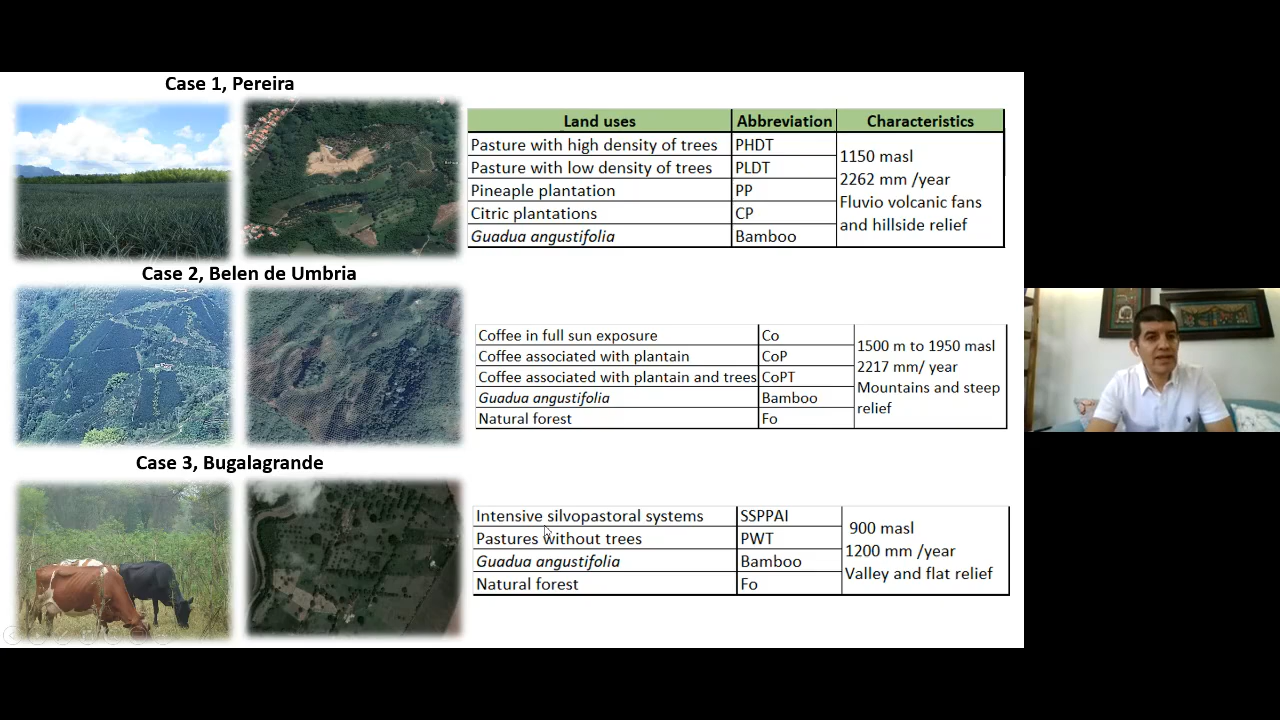 Case 1, Pereira
Land uses Abbreviation Characteristics
Pasture with high density of trees PHDT
Pasture with low density of trees PLDT
Pineaple plantation PP
Citric plantations CP
Guadua angustifolia Bamboo
1150 masl
2262 mm /year
Fluvio volcanic fans
and hillside relief
Case 2, Belen de Umbria
Coffee in full sun exposure Co
Coffee associated with plantain CoP
Coffee associated with plantain and trees CoPT
Guadua angustifolia Bamboo
Natural forest Fo
1500 m to 1950 masl
2217 mm/ year
Mountains and steep
relief
Case 3, Bugalagrande
Intensive silvopastoral systems SSPPAI
Pastures without trees PWT
Guadua angustifolia Bamboo
Natural forest Fo
900 masl
1200 mm /year
Valley and flat relief